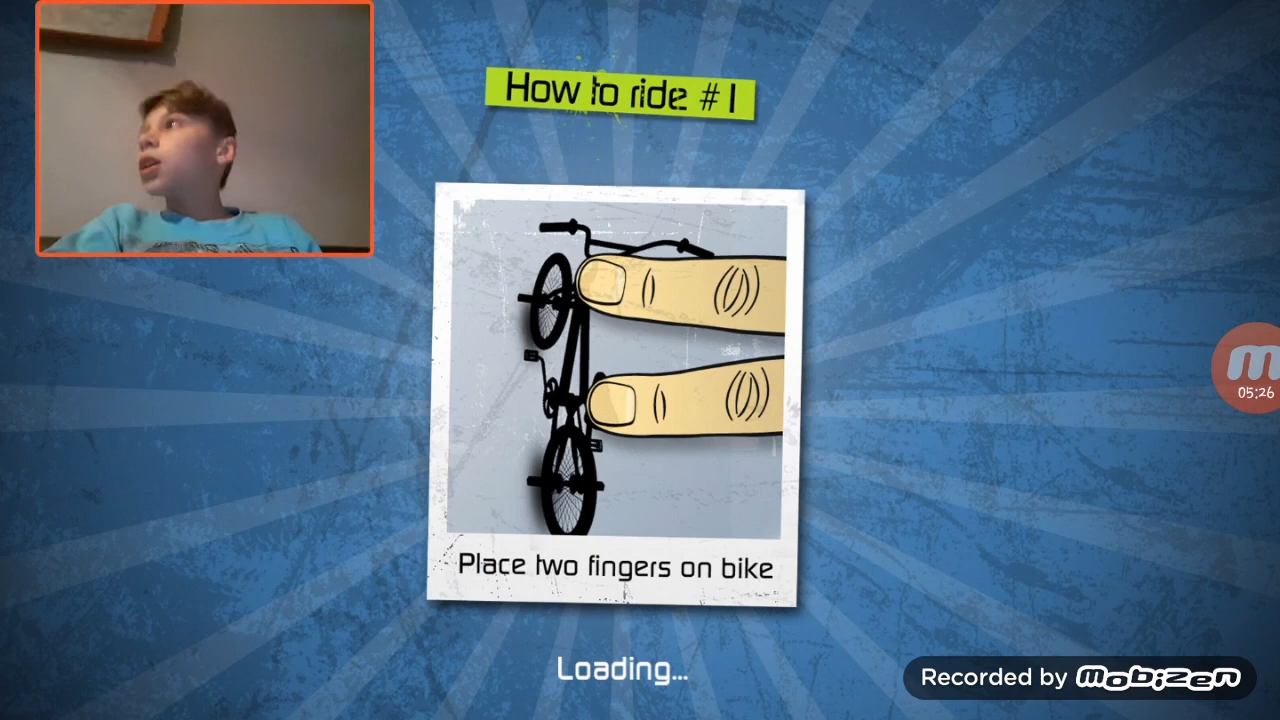 How to ride #1
Place two fingers on bike
Loading...
05:26
Recorded by mobizen